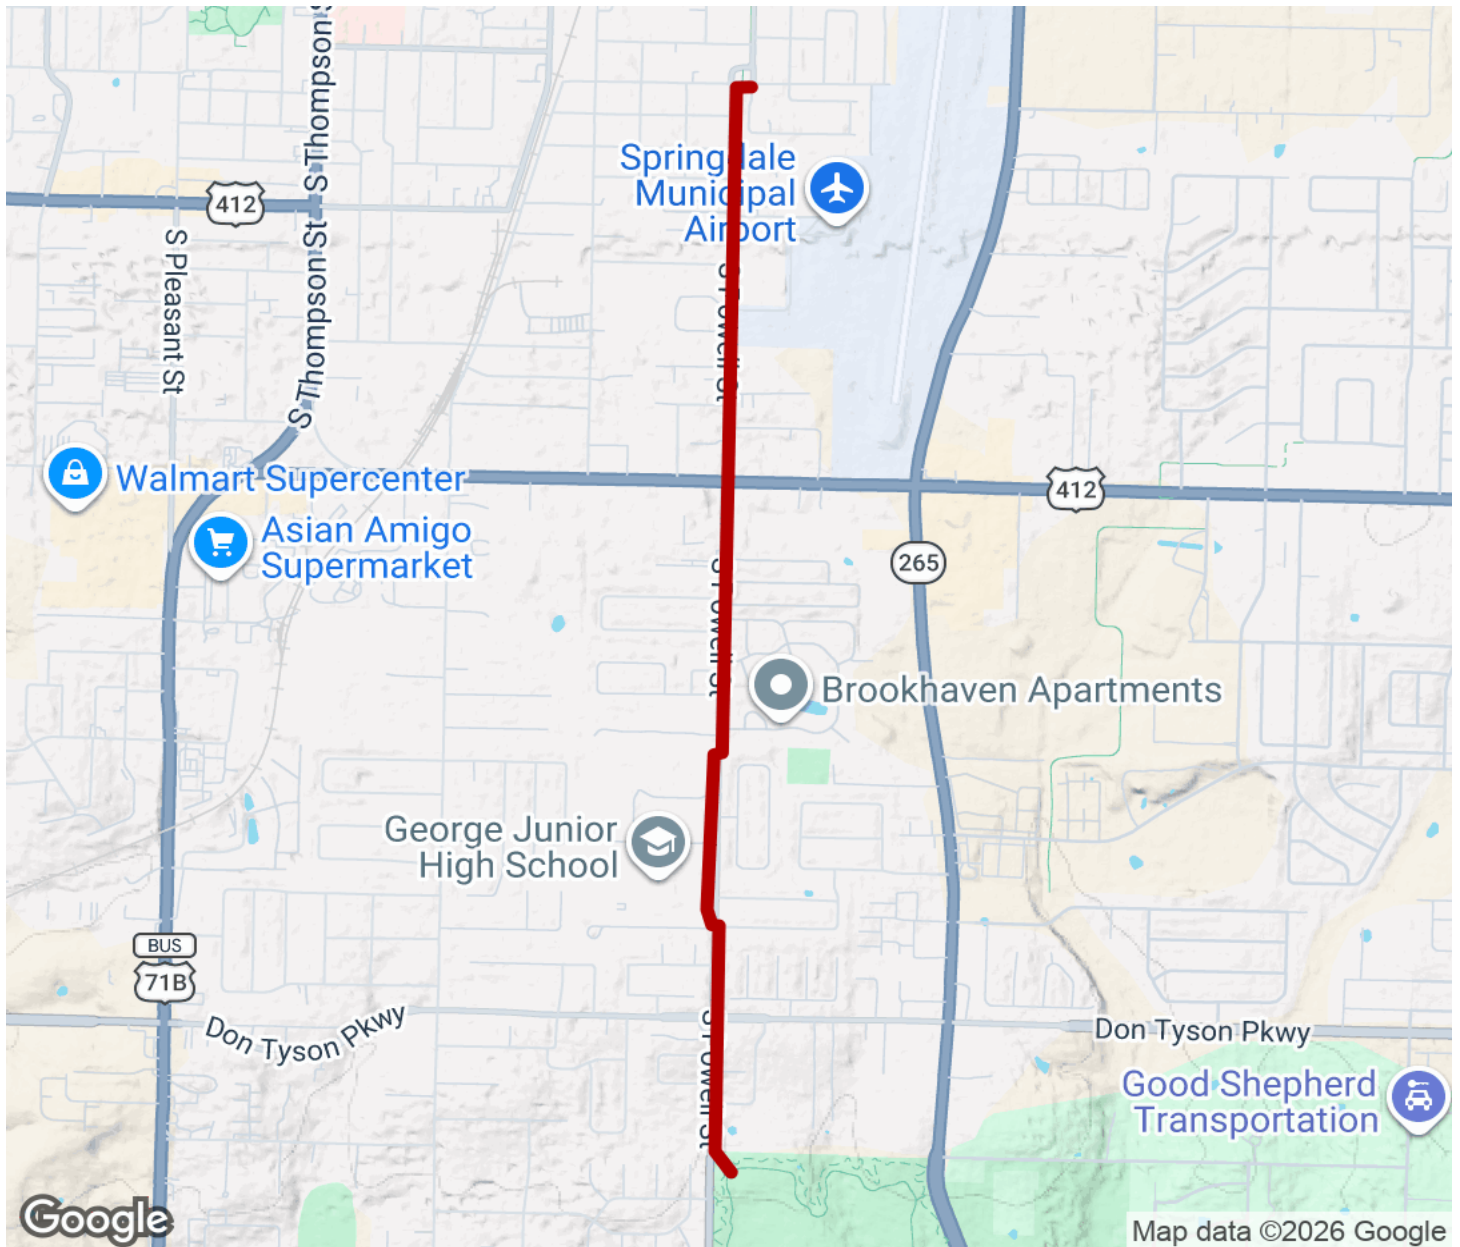 S Thompson St
S Thompson S
412
S Pleasant St
Springdale
Municipal
Airport
S Powell St
Walmart Supercenter
412
Asian Amigo
Supermarket
265
S Powell St
Brookhaven Apartments
George Junior
High School
BUS
71B
Don Tyson Pkwy
S Powell St
Don Tyson Pkwy
Good Shepherd
Transportation
Google
Map data ©2026 Google